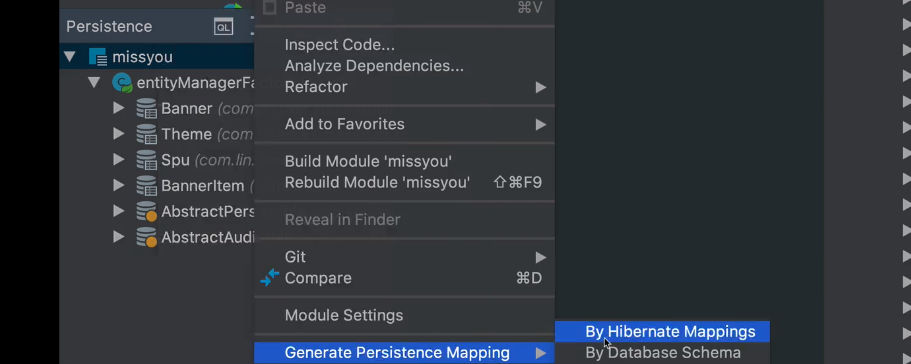 Paste ⌘V
Persistence QL
Inspect Code...
missyou
Analyze Dependencies...
entityManagerFa
Refactor
Banner (com
Add to Favorites
Theme (com
Spu (com.lin.
Build Module 'missyou'
BannerItem (
Rebuild Module 'missyou' ⇧⌘F9
AbstractPers
Reveal in Finder
AbstractAudi
Git
Compare ⌘D
Module Settings
By Hibernate Mappings
Generate Persistence Mapping
By Database Schema